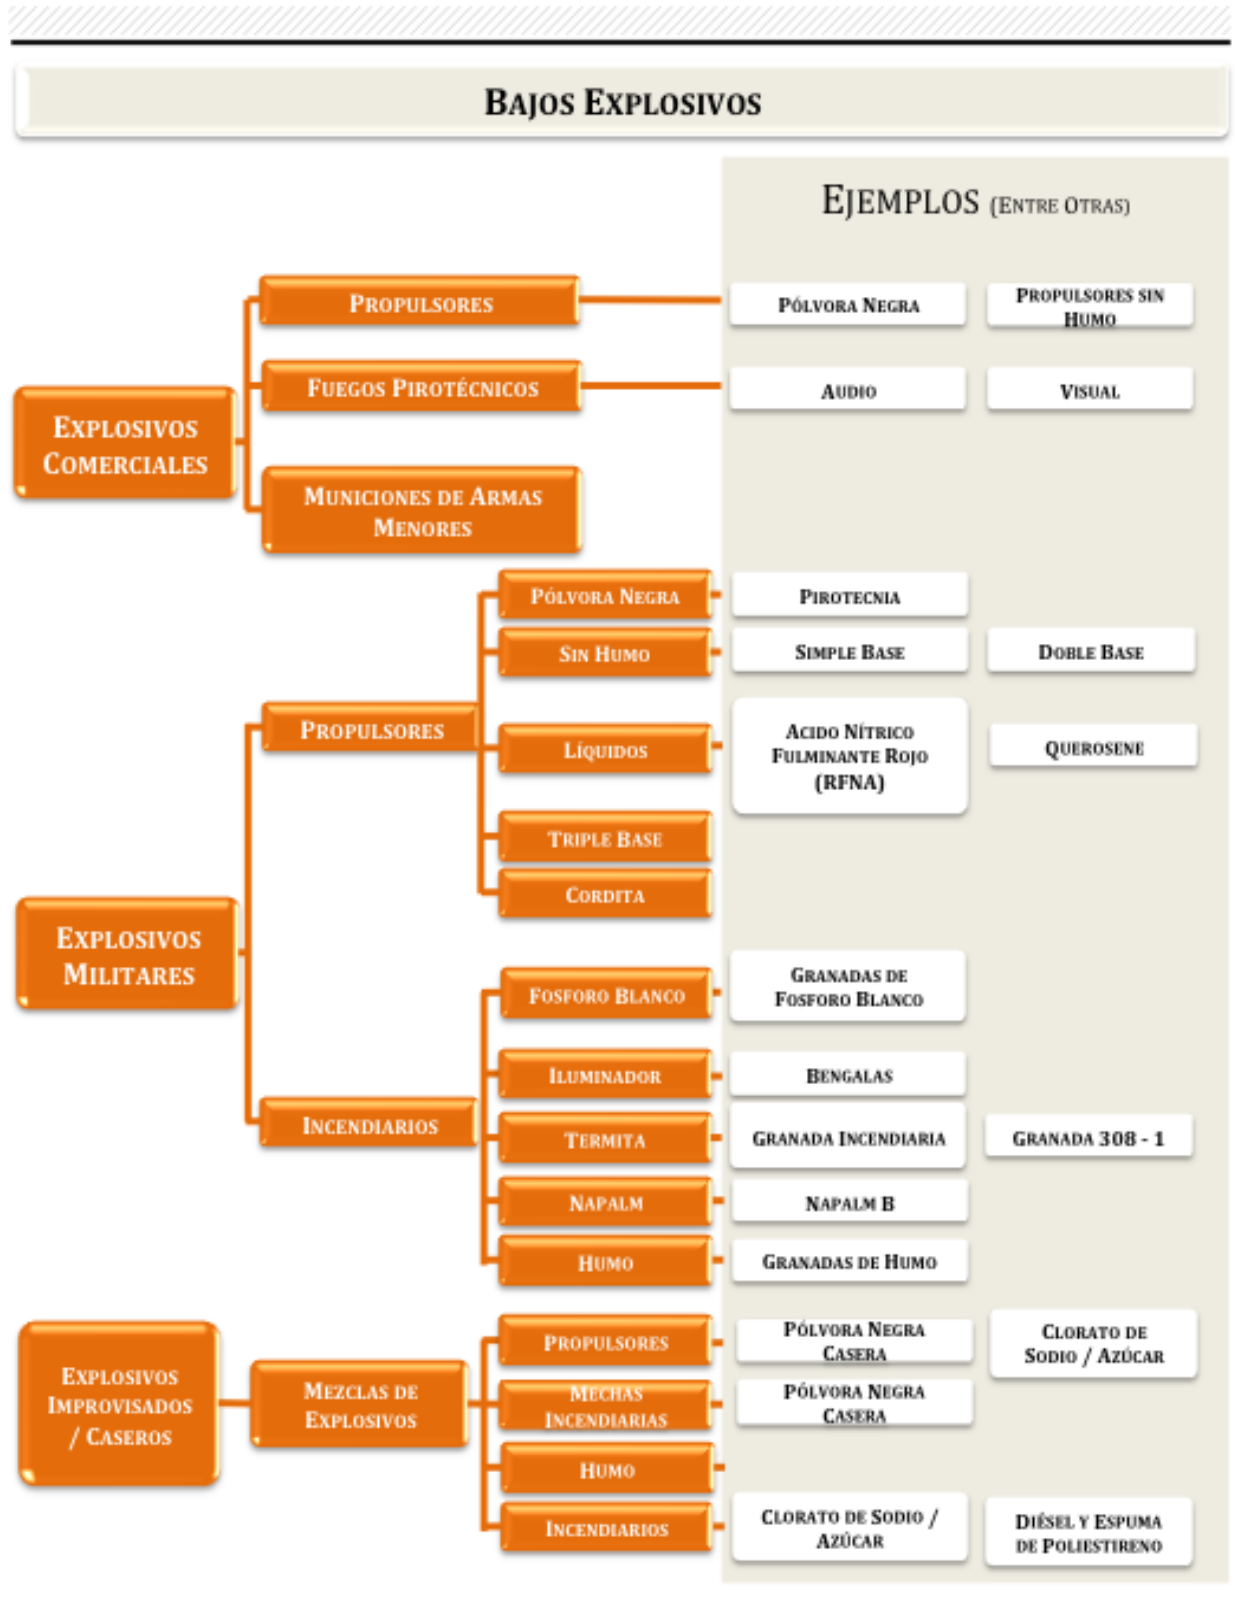 BAJOS EXPLOSIVOS
EJEMPLOS (ENTRE OTRAS)
PROPULSORES
PÓLVORA NEGRA
PROPULSORES SIN
HUMO
FUEGOS PIROTÉCNICOS
AUDIO
VISUAL
EXPLOSIVOS
COMERCIALES
MUNICIONES DE ARMAS
MENORES
PÓLVORA NEGRA
PIROTECNIA
SIN HUMO
SIMPLE BASE
DOBLE BASE
PROPULSORES
LÍQUIDOS
ACIDO NÍTRICO
FULMINANTE ROJO
(RFNA)
QUEROSENE
TRIPLE BASE
CORDITA
EXPLOSIVOS
MILITARES
FOSFORO BLANCO
GRANADAS DE
FOSFORO BLANCO
ILUMINADOR
BENGALAS
INCENDIARIOS
TERMITA
GRANADA INCENDIARIA
GRANADA 308 - 1
NAPALM
NAPALM B
HUMO
GRANADAS DE HUMO
EXPLOSIVOS
IMPROVISADOS
/ CASEROS
MEZCLAS DE
EXPLOSIVOS
PROPULSORES
PÓLVORA NEGRA
CASERA
CLORATO DE
SODIO / AZÚCAR
MECHAS
INCENDIARIAS
PÓLVORA NEGRA
CASERA
HUMO
INCENDIARIOS
CLORATO DE SODIO /
AZÚCAR
DIÉSEL Y ESPUMA
DE POLIESTIRENO